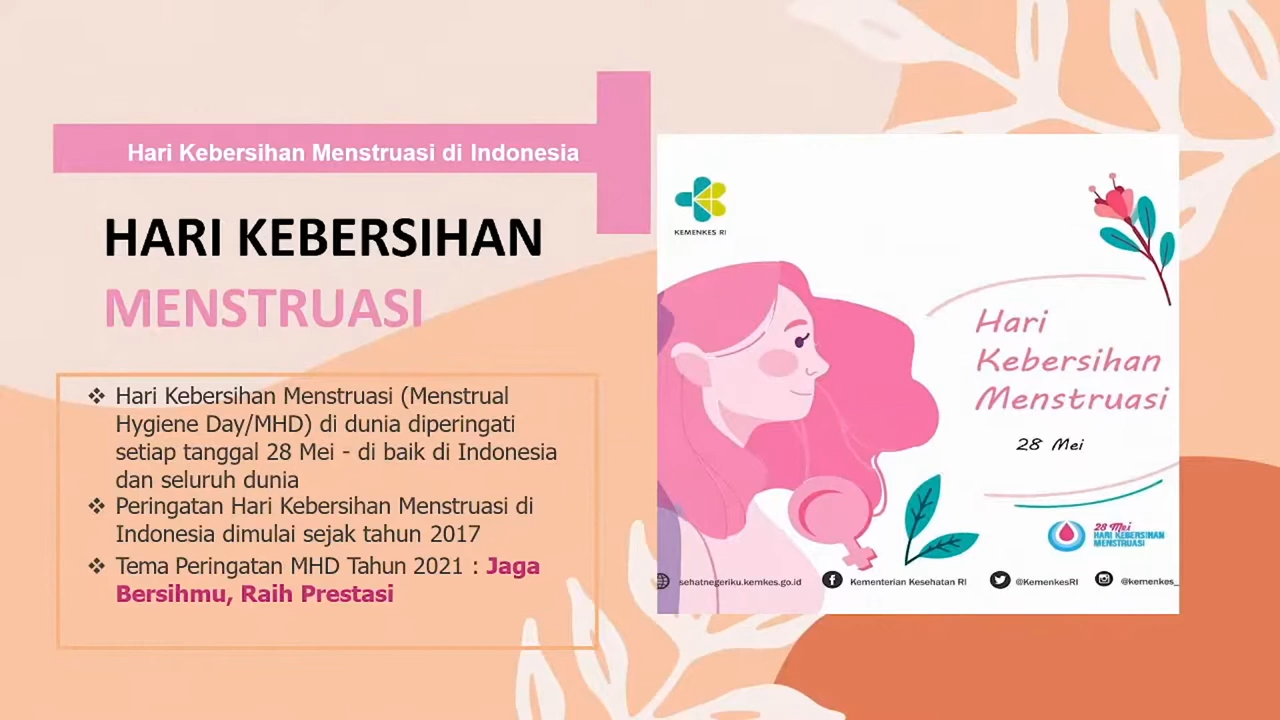 Hari Kebersihan Menstruasi di Indonesia
HARI KEBERSIHAN
MENSTRUASI
❖ Hari Kebersihan Menstruasi (Menstrual
Hygiene Day/MHD) di dunia diperingati
setiap tanggal 28 Mei - di baik di Indonesia
dan seluruh dunia
❖ Peringatan Hari Kebersihan Menstruasi di
Indonesia dimulai sejak tahun 2017
❖ Tema Peringatan MHD Tahun 2021 : Jaga
Bersihmu, Raih Prestasi
KEMENKES RI
Hari
Kebersihan
Menstruasi
28 Mei
28 Mei
HARI KEBERSIHAN
MENSTRUASI
sehatnegeriku.kemkes.go.id
Kementerian Kesehatan RI
@KemenkesRI
@kemenkes_